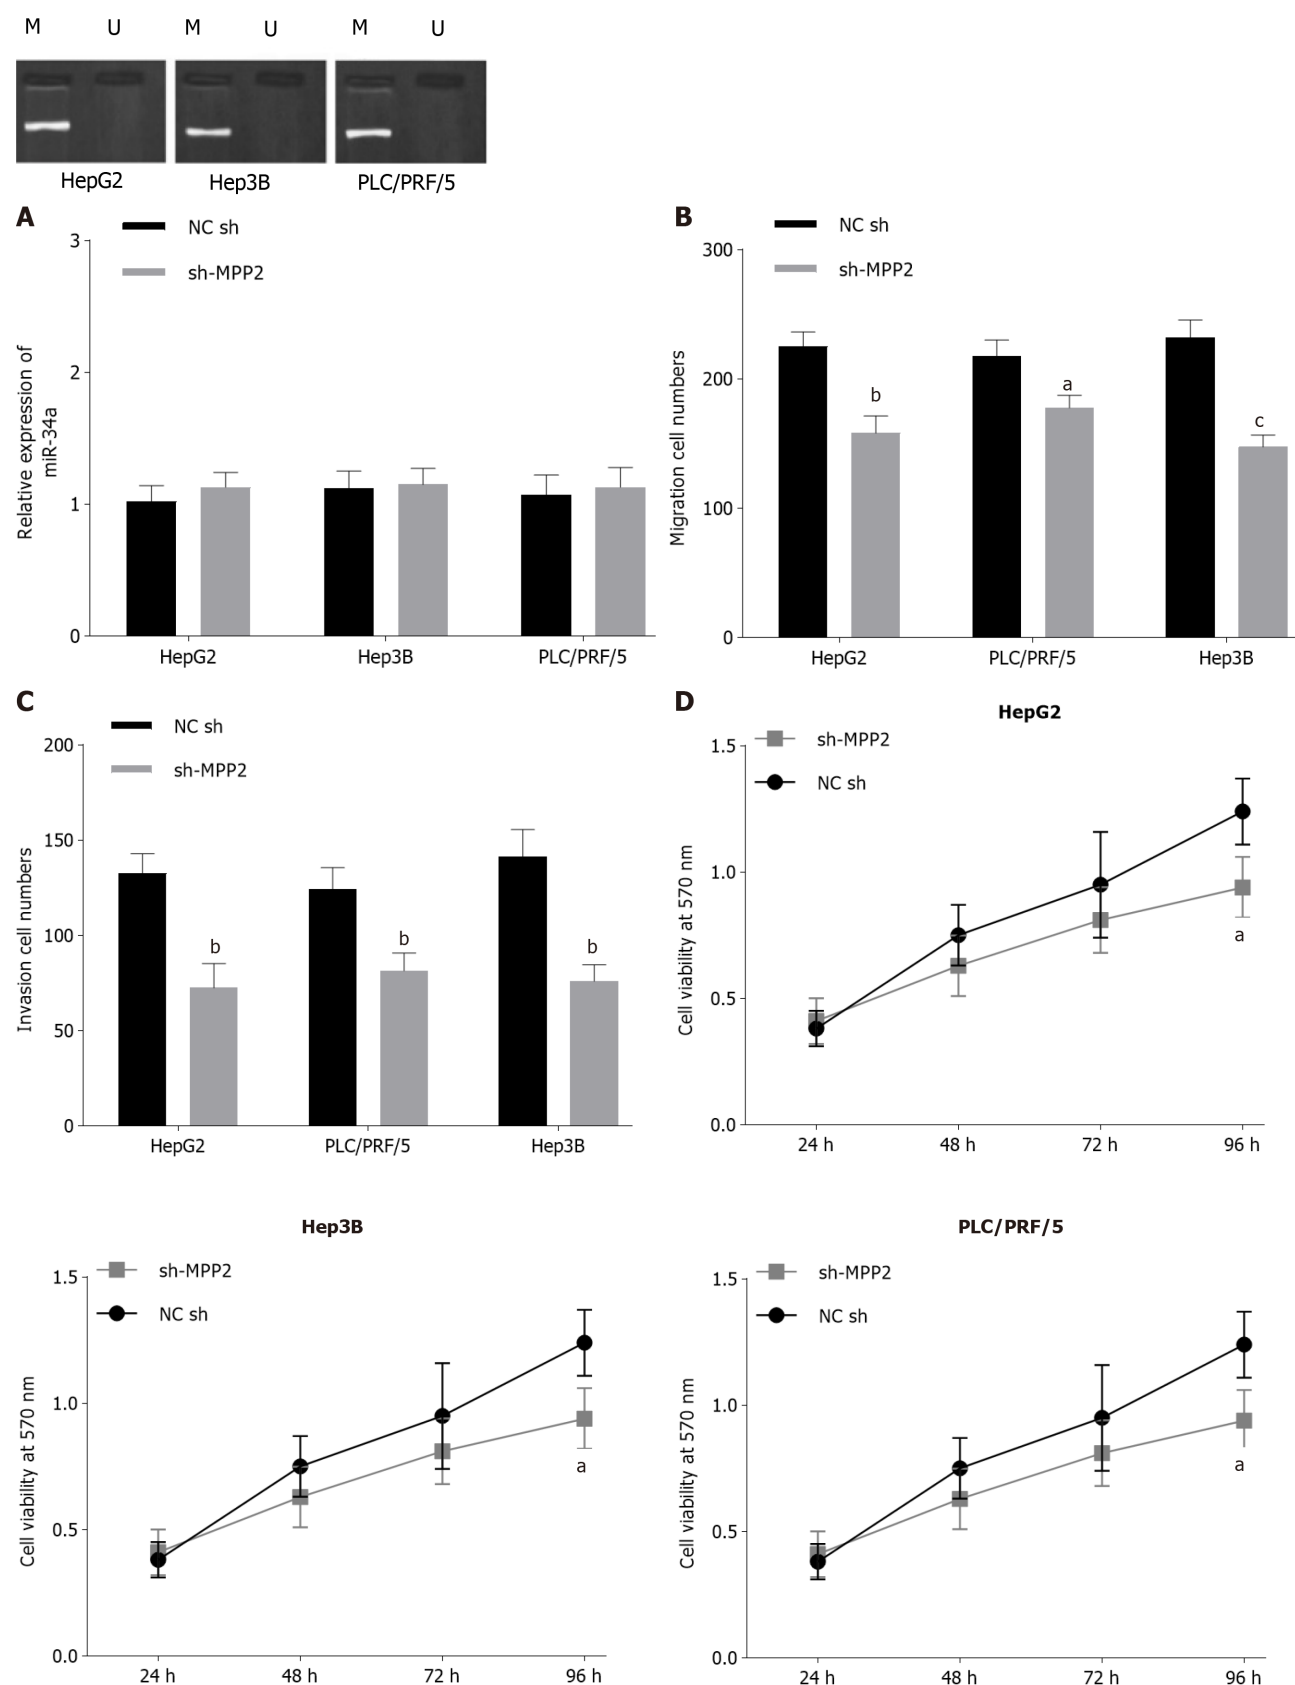 M U M U M U
HepG2 Hep3B PLC/PRF/5
A
NC sh
sh-MPP2
3
2
1
0
Relative expression of
miR-34a
HepG2 Hep3B PLC/PRF/5
B
NC sh
sh-MPP2
300
200
100
0
Migration cell numbers
b
a
c
HepG2 PLC/PRF/5 Hep3B
C
NC sh
sh-MPP2
200
150
100
50
0
Invasion cell numbers
b
b
b
HepG2 PLC/PRF/5 Hep3B
D
HepG2
sh-MPP2
NC sh
1.5
1.0
0.5
0.0
Cell viability at 570 nm
a
24 h 48 h 72 h 96 h
Hep3B
sh-MPP2
NC sh
1.5
1.0
0.5
0.0
Cell viability at 570 nm
a
24 h 48 h 72 h 96 h
PLC/PRF/5
sh-MPP2
NC sh
1.5
1.0
0.5
0.0
Cell viability at 570 nm
a
24 h 48 h 72 h 96 h